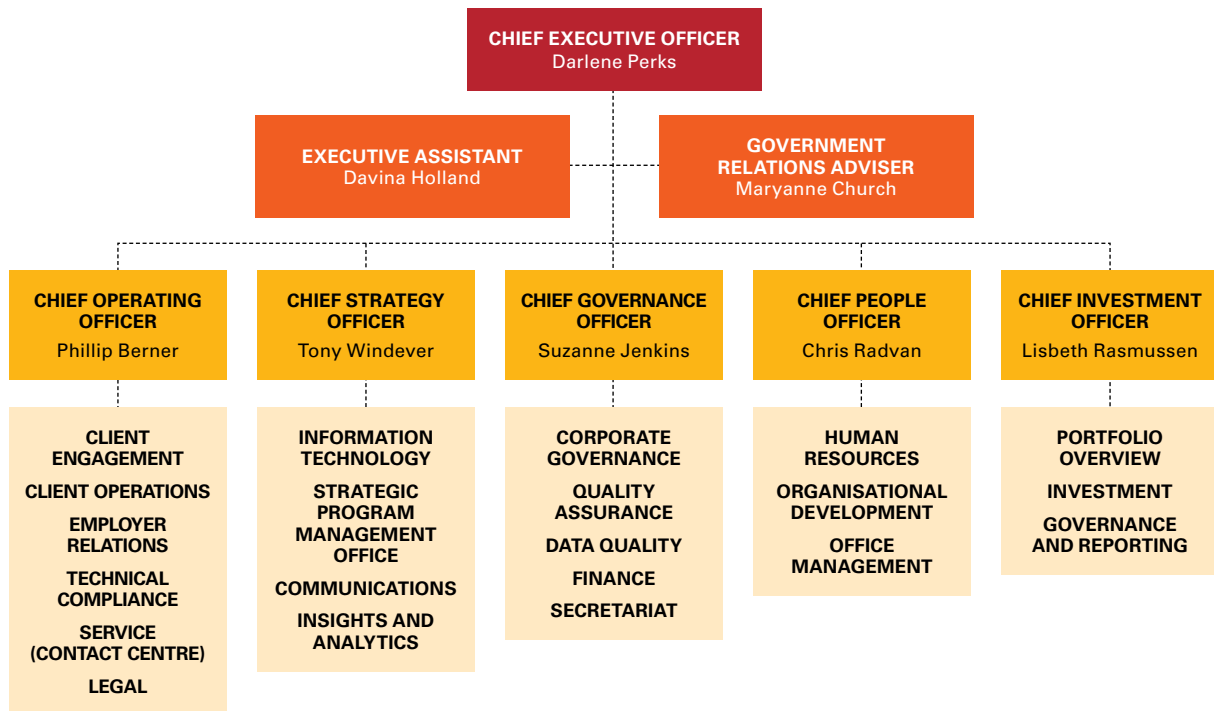 CHIEF EXECUTIVE OFFICER
Darlene Perks
EXECUTIVE ASSISTANT
Davina Holland
GOVERNMENT
RELATIONS ADVISER
Maryanne Church
CHIEF OPERATING
OFFICER
Phillip Berner
CHIEF STRATEGY
OFFICER
Tony Windever
CHIEF GOVERNANCE
OFFICER
Suzanne Jenkins
CHIEF PEOPLE
OFFICER
Chris Radvan
CHIEF INVESTMENT
OFFICER
Lisbeth Rasmussen
CLIENT
ENGAGEMENT
CLIENT OPERATIONS
EMPLOYER
RELATIONS
TECHNICAL
COMPLIANCE
SERVICE
(CONTACT CENTRE)
LEGAL
INFORMATION
TECHNOLOGY
STRATEGIC
PROGRAM
MANAGEMENT
OFFICE
COMMUNICATIONS
INSIGHTS AND
ANALYTICS
CORPORATE
GOVERNANCE
QUALITY
ASSURANCE
DATA QUALITY
FINANCE
SECRETARIAT
HUMAN
RESOURCES
ORGANISATIONAL
DEVELOPMENT
OFFICE
MANAGEMENT
PORTFOLIO
OVERVIEW
INVESTMENT
GOVERNANCE
AND REPORTING